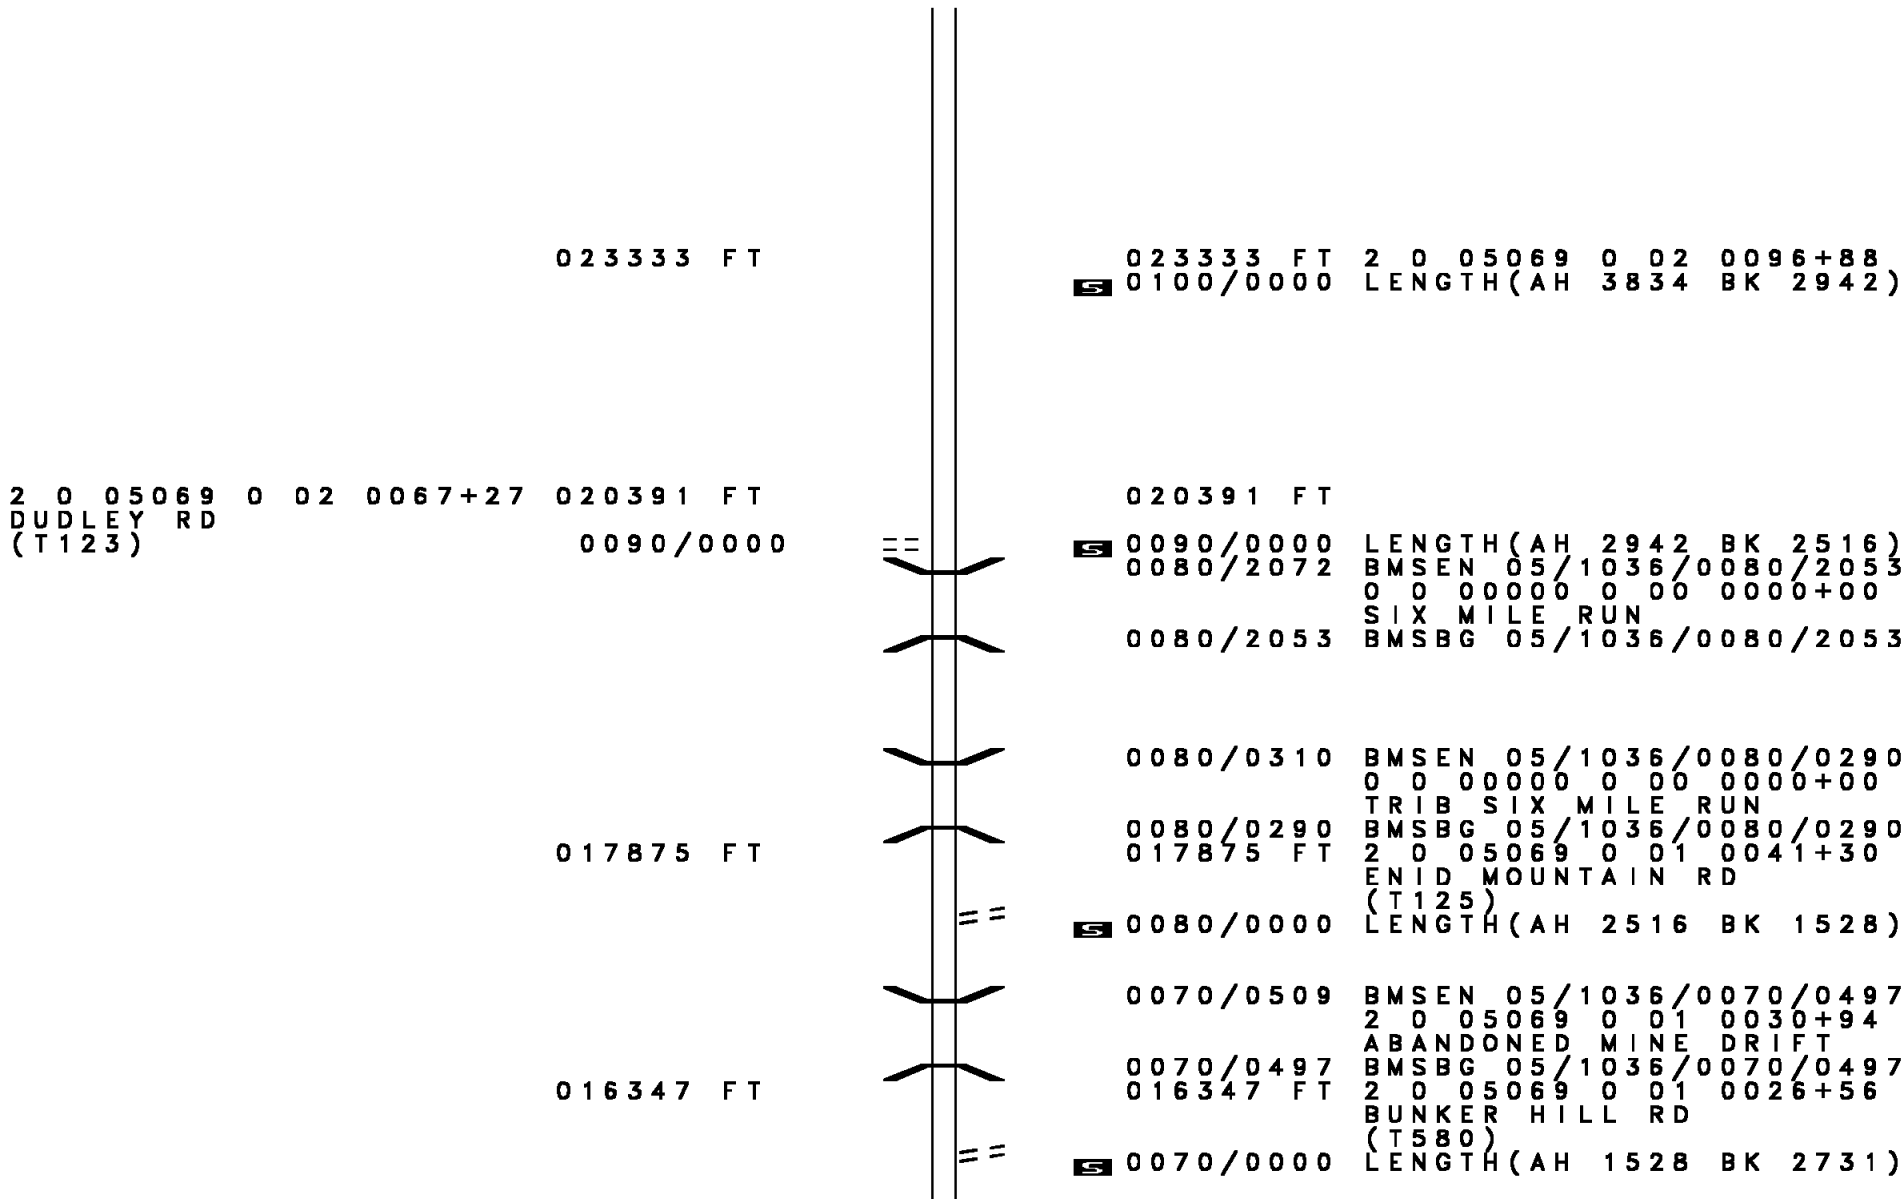 023333 FT 023333 FT 2 0 05069 0 02 0096+88
S 0100/0000 LENGTH(AH 3834 BK 2942)
2 0 05069 0 02 0067+27 020391 FT 020391 FT
DUDLEY RD
(T123) 0090/0000 S 0090/0000 LENGTH(AH 2942 BK 2516)
0080/2072 BMSEN 05/1036/0080/2053
0 0 00000 0 00 0000+00
SIX MILE RUN
0080/2053 BMSBG 05/1036/0080/2053
0080/0310 BMSEN 05/1036/0080/0290
0 0 00000 0 00 0000+00
TRIB SIX MILE RUN
0080/0290 BMSBG 05/1036/0080/0290
017875 FT 017875 FT 2 0 05069 0 01 0041+30
ENID MOUNTAIN RD
(T125)
S 0080/0000 LENGTH(AH 2516 BK 1528)
0070/0509 BMSEN 05/1036/0070/0497
2 0 05069 0 01 0030+94
ABANDONED MINE DRIFT
0070/0497 BMSBG 05/1036/0070/0497
016347 FT 016347 FT 2 0 05069 0 01 0026+56
BUNKER HILL RD
(T580)
S 0070/0000 LENGTH(AH 1528 BK 2731)